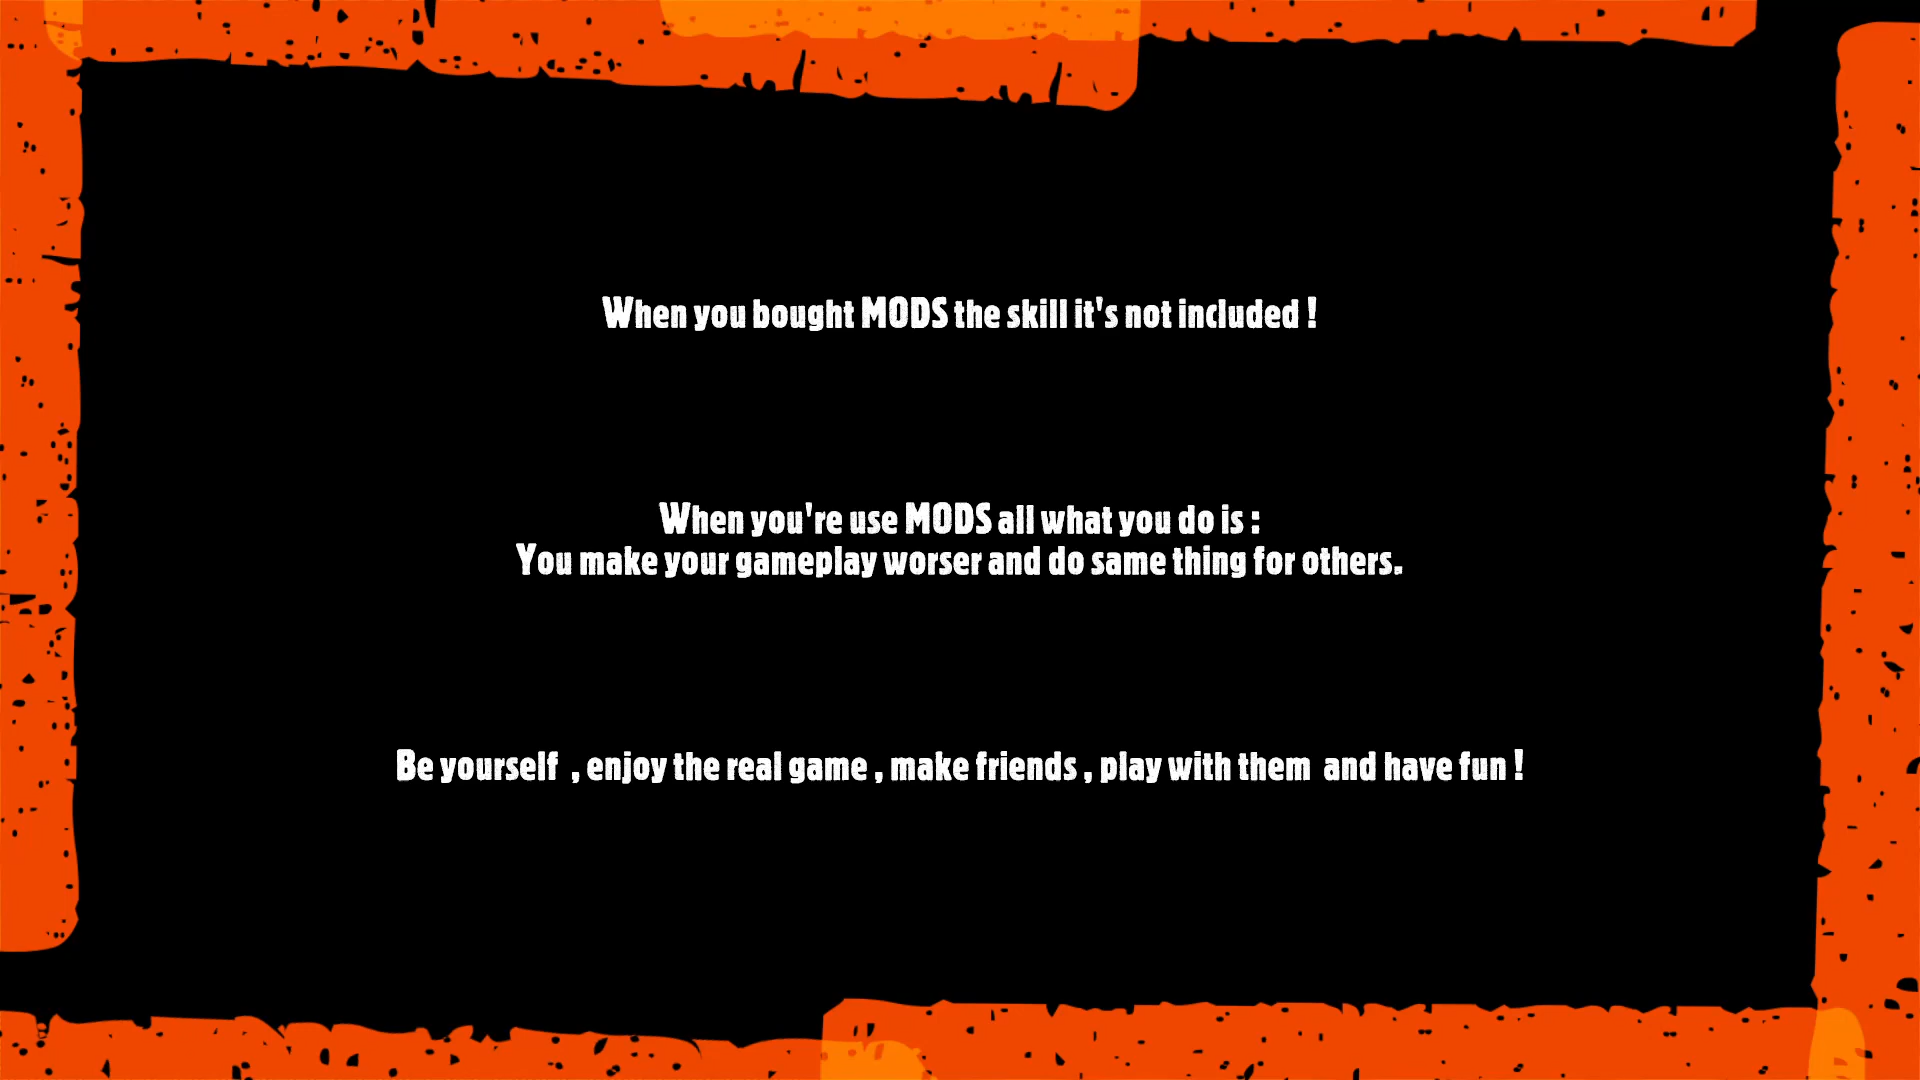 When you bought MODS the skill it's not included !
When you're use MODS all what you do is :
You make your gameplay worser and do same thing for others.
Be yourself , enjoy the real game , make friends , play with them and have fun !